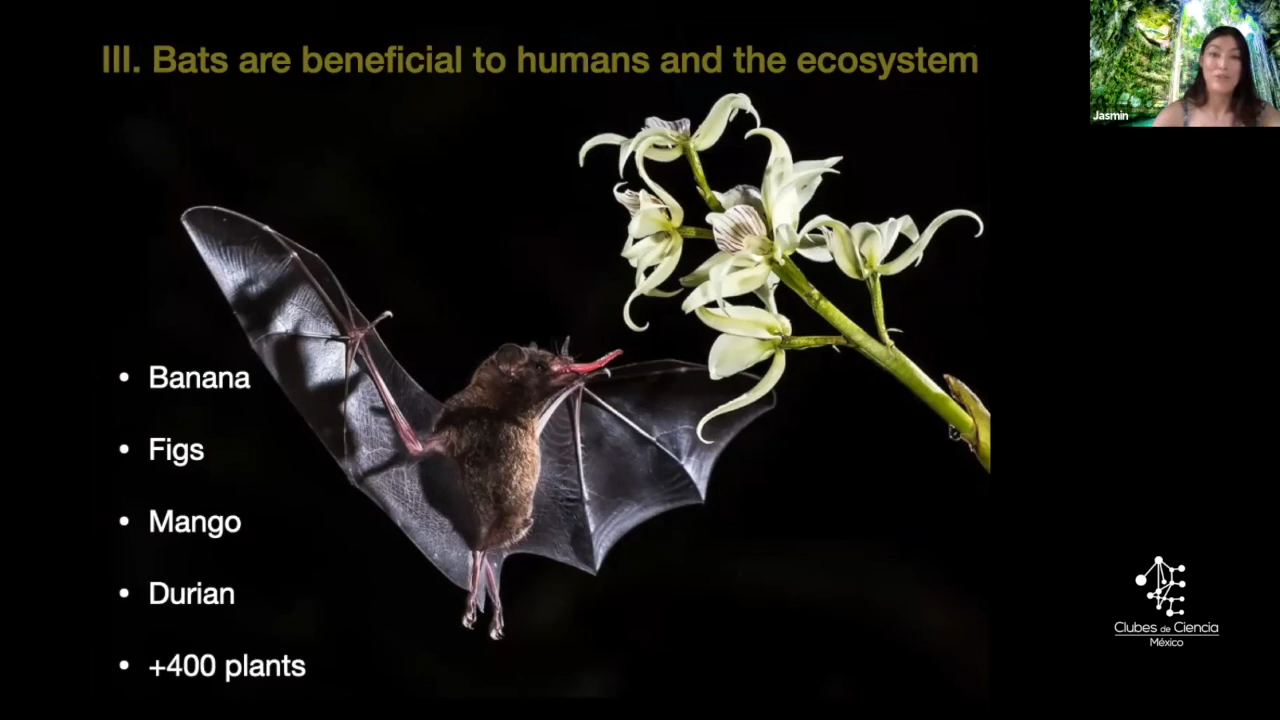 III. Bats are beneficial to humans and the ecosystem
Jasmin
• Banana
• Figs
• Mango
• Durian
• +400 plants
Clubes de Ciencia
México